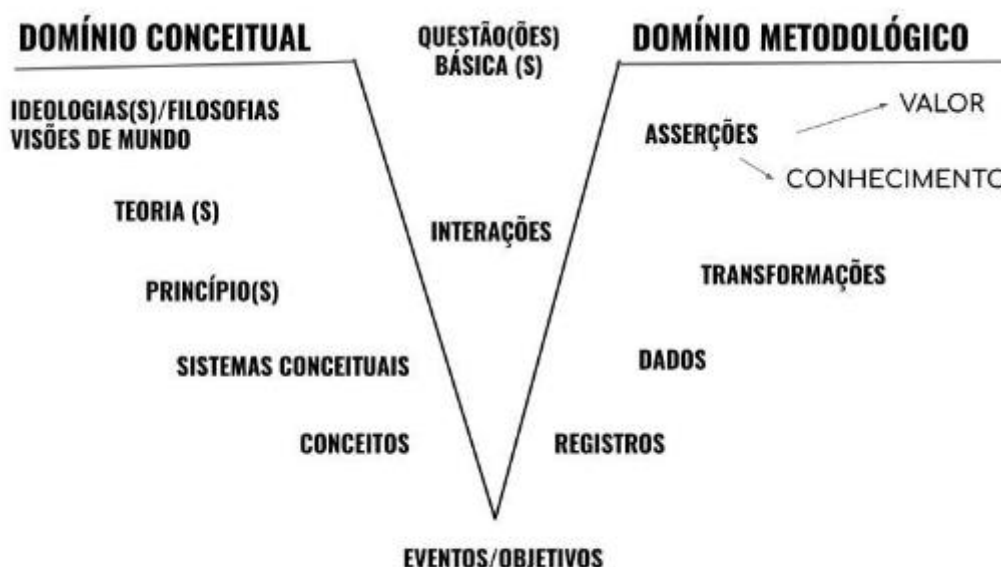 DOMÍNIO CONCEITUAL
IDEOLOGIAS(S)/FILOSOFIAS
VISÕES DE MUNDO
TEORIA (S)
PRINCÍPIO(S)
SISTEMAS CONCEITUAIS
CONCEITOS
QUESTÃO(ÕES)
BÁSICA (S)
INTERAÇÕES
EVENTOS/OBJETIVOS
DOMÍNIO METODOLÓGICO
ASSERÇÕES
VALOR
CONHECIMENTO
TRANSFORMAÇÕES
DADOS
REGISTROS